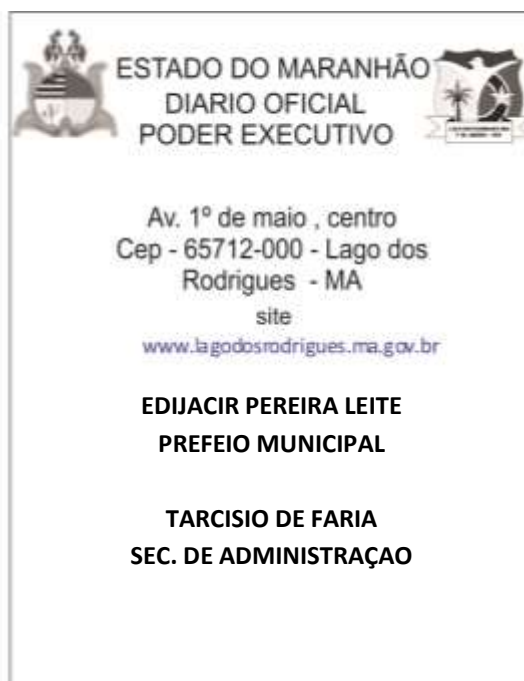 ESTADO DO MARANHÃO
DIARIO OFICIAL
PODER EXECUTIVO
Av. 1º de maio , centro
Cep - 65712-000 - Lago dos
Rodrigues - MA
site
www.lagodosrodrigues.ma.gov.br
EDIJACIR PEREIRA LEITE
PREFEIO MUNICIPAL
TARCISIO DE FARIA
SEC. DE ADMINISTRAÇAO